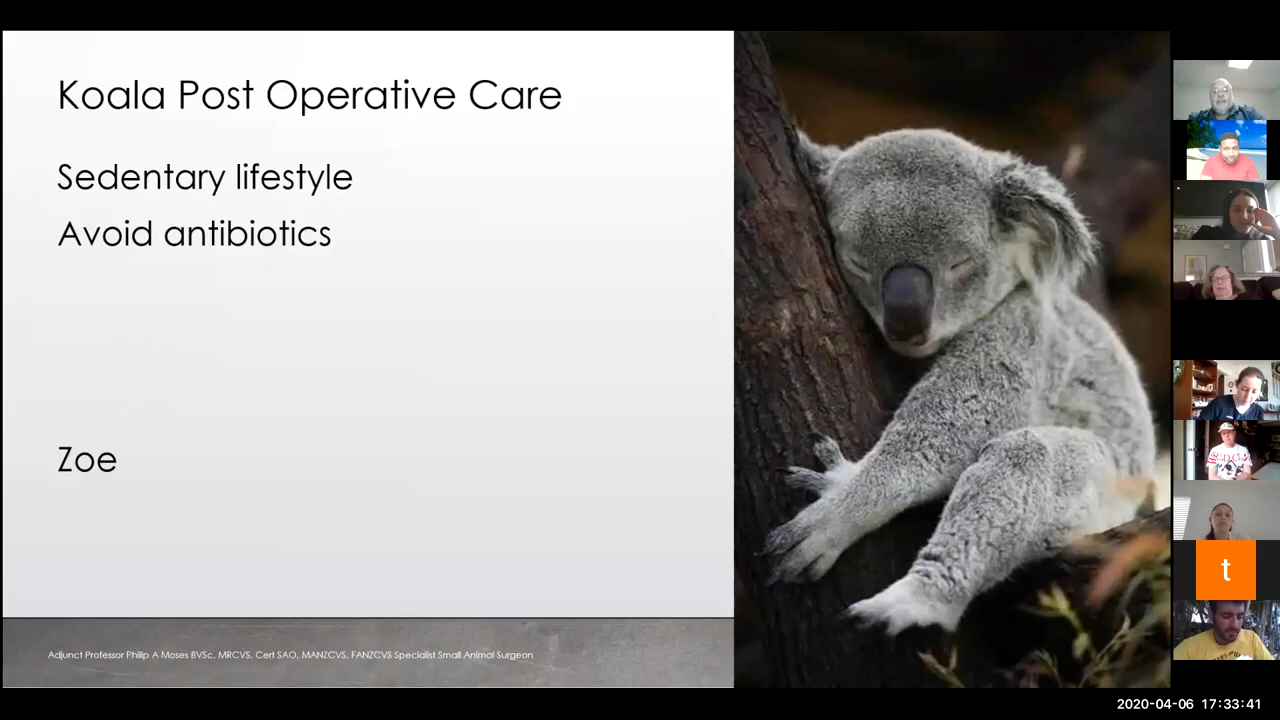 Koala Post Operative Care
Sedentary lifestyle
Avoid antibiotics
Zoe
Adjunct Professor Philip A Moses BVSc, MRCVS, Cert SAO, MANZCVS, FANZCVS Specialist Small Animal Surgeon
t
2020-04-06 17:33:41